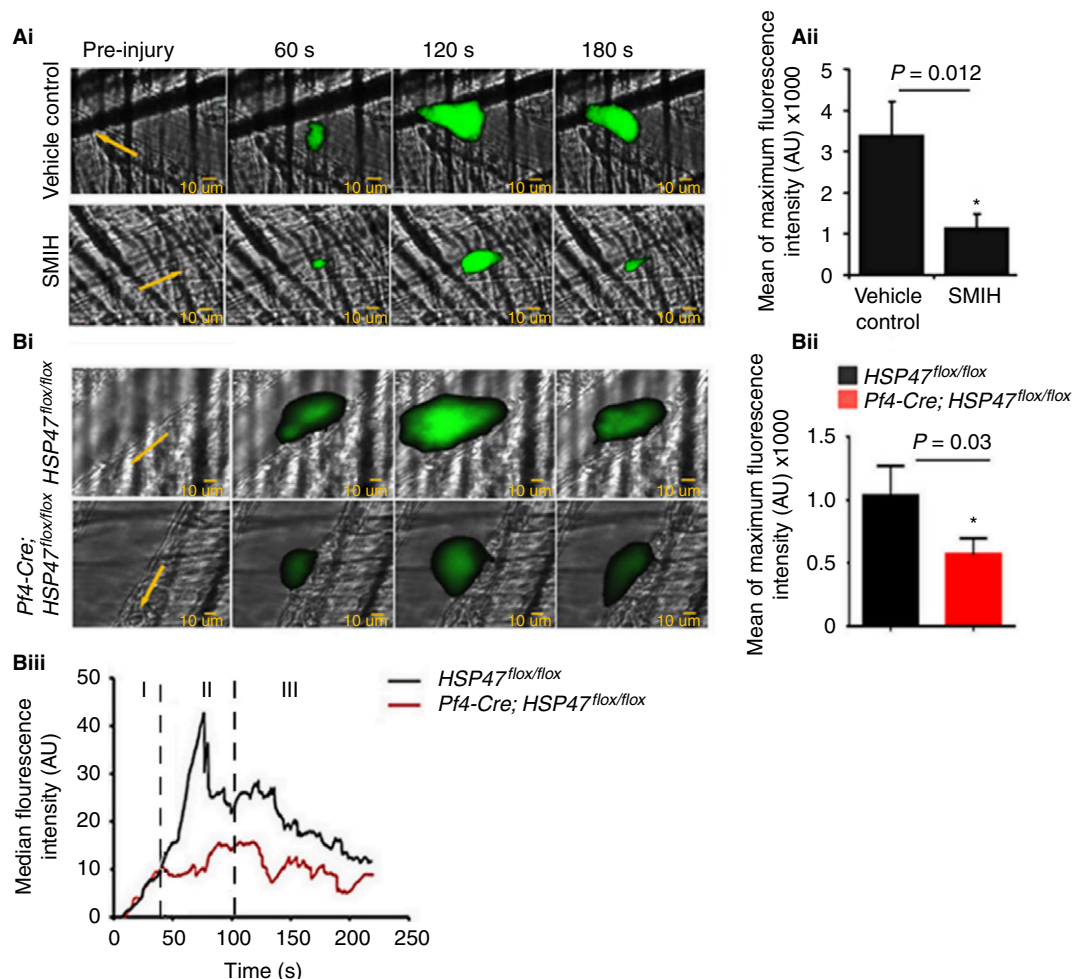 Ai
Pre-injury 60 s 120 s 180 s
Vehicle control
10 um 10 um 10 um 10 um
SMIH
10 um 10 um 10 um 10 um
Aii
Mean of maximum fluorescence
intensity (AU) x1000
5
4
3
2
1
0
P = 0.012
*
Vehicle
control
SMIH
Bi
HSP47flox/flox
10 um 10 um 10 um 10 um
Pf4-Cre;
HSP47flox/flox
10 um 10 um 10 um 10 um
Bii
HSP47flox/flox
Pf4-Cre; HSP47flox/flox
Mean of maximum fluorescence
intensity (AU) x1000
1.5
1.0
0.5
0
P = 0.03
*
Biii
Median flourescence
intensity (AU)
50
40
30
20
10
0
I II III
HSP47flox/flox
Pf4-Cre; HSP47flox/flox
0 50 100 150 200 250
Time (s)